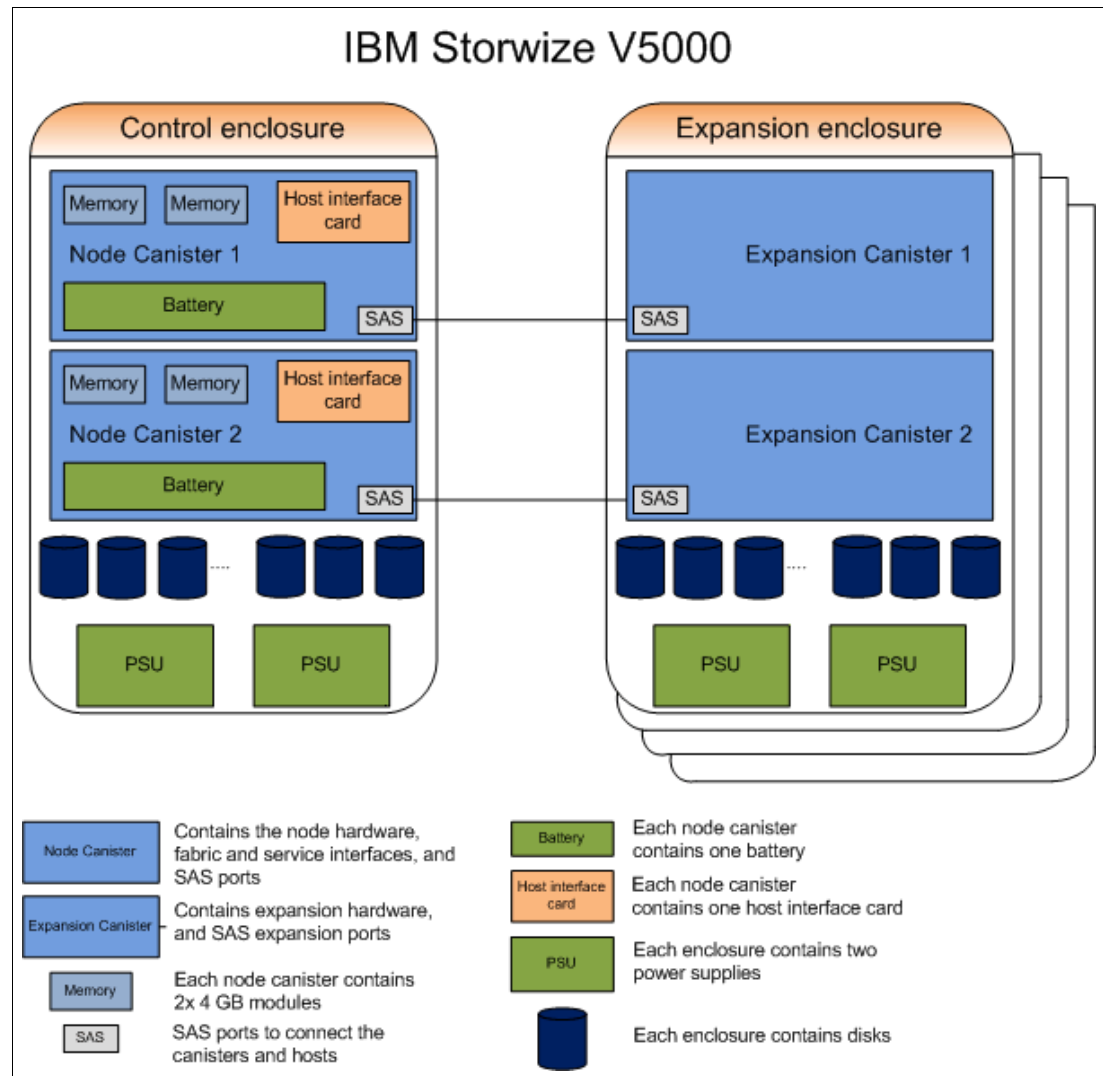 IBM Storwize V5000
Control enclosure
Memory
Memory
Host interface
card
Node Canister 1
Battery
SAS
Memory
Memory
Host interface
card
Node Canister 2
Battery
SAS
....
PSU
PSU
Expansion enclosure
Expansion Canister 1
SAS
Expansion Canister 2
SAS
....
PSU
PSU
Node Canister
Contains the node hardware,
fabric and service interfaces, and
SAS ports
Expansion Canister
Contains expansion hardware,
and SAS expansion ports
Memory
Each node canister contains
2x 4 GB modules
SAS
SAS ports to connect the
canisters and hosts
Battery
Each node canister
contains one battery
Host interface
card
Each node canister
contains one host interface card
PSU
Each enclosure contains two
power supplies
Each enclosure contains disks